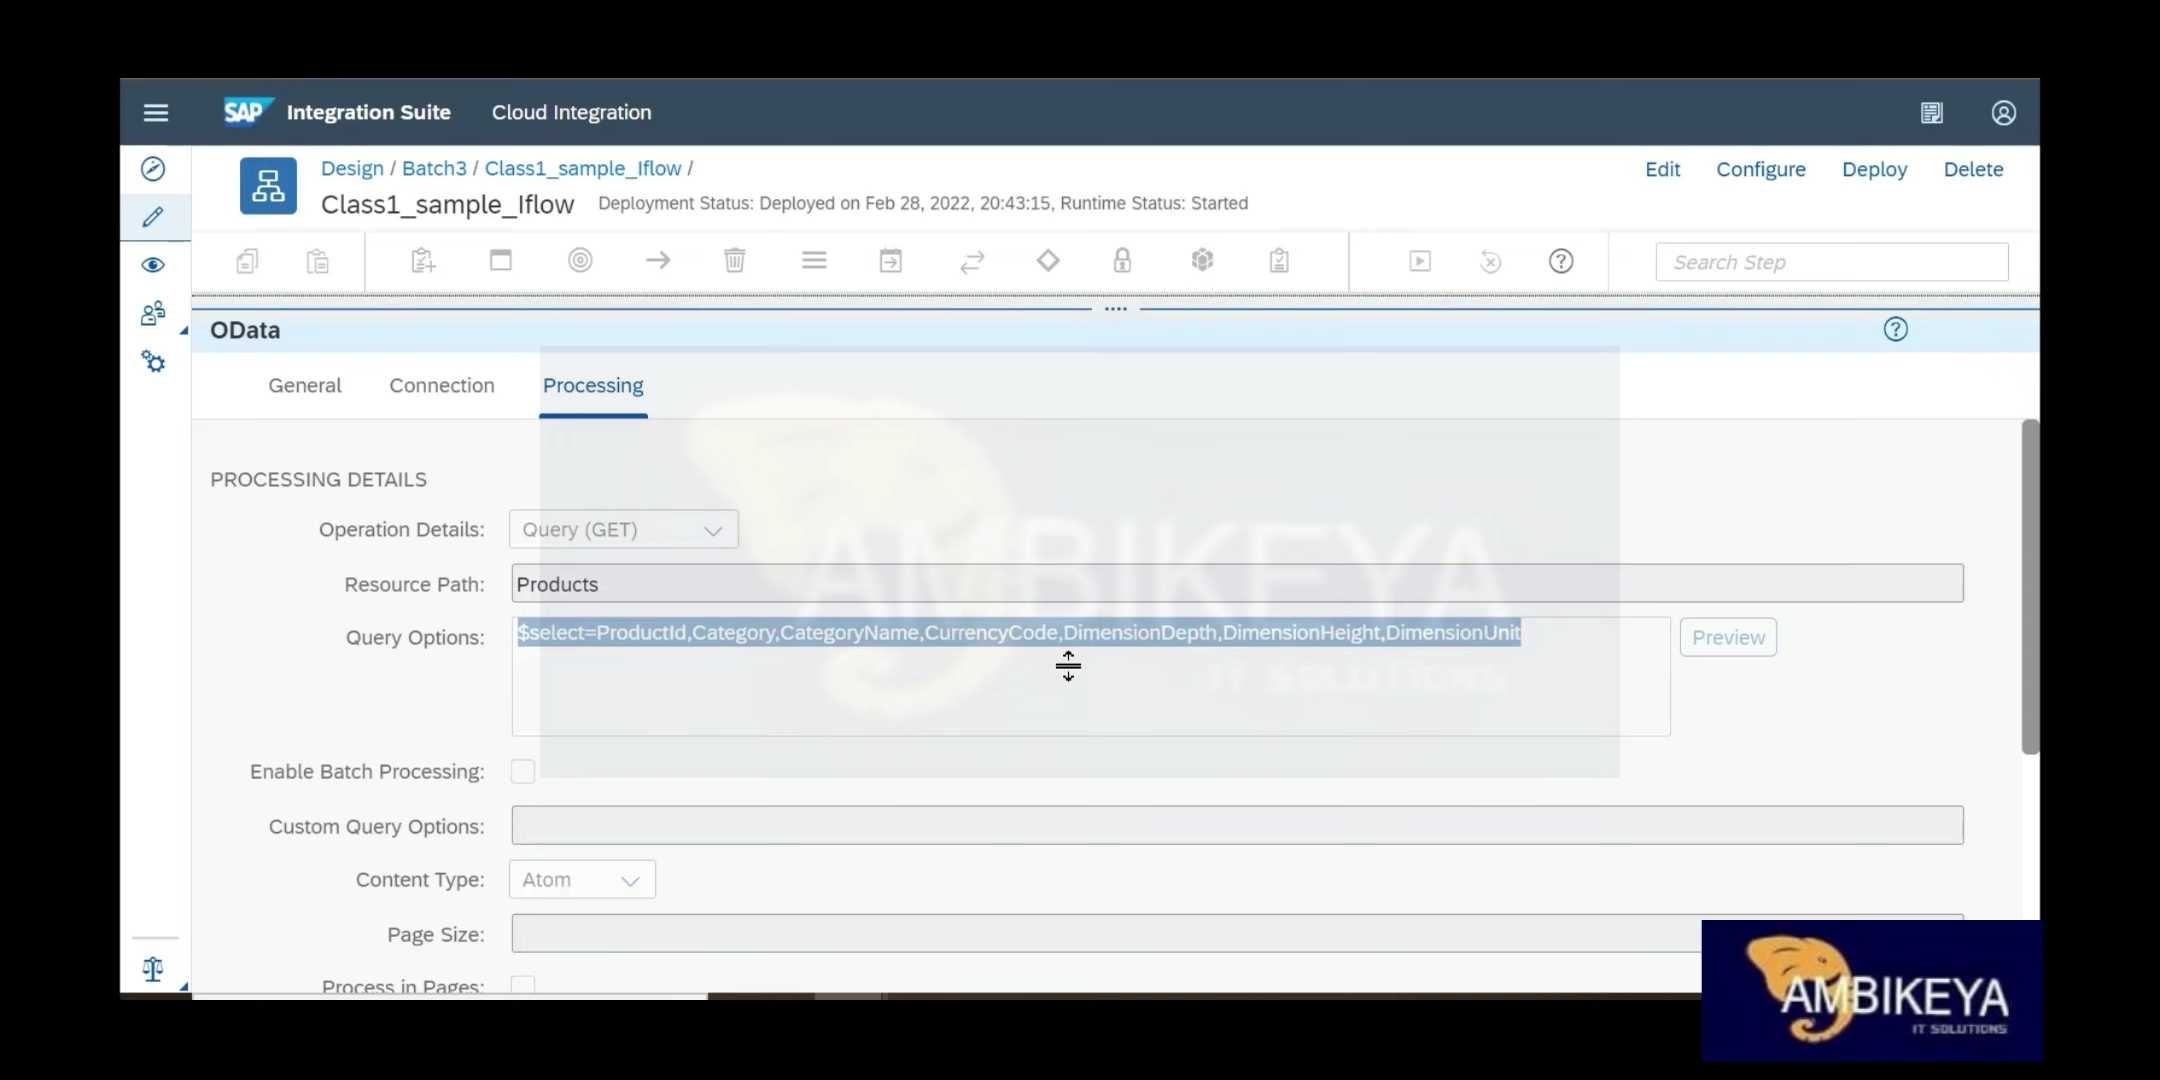 SAP Integration Suite Cloud Integration
Design / Batch3 / Class1_sample_Iflow /
Edit Configure Deploy Delete
Class1_sample_Iflow Deployment Status: Deployed on Feb 28, 2022, 20:43:15, Runtime Status: Started
Search Step
OData
General Connection Processing
PROCESSING DETAILS
Operation Details: Query (GET)
Resource Path: Products
Query Options: $select=ProductId,Category,CategoryName,CurrencyCode,DimensionDepth,DimensionHeight,DimensionUnit
Preview
AMBIKEYA
IT SOLUTIONS
Enable Batch Processing:
Custom Query Options:
Content Type: Atom
Page Size:
Process in Pages:
AMBIKEYA
IT SOLUTIONS